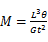 M = L³θ / Gt²